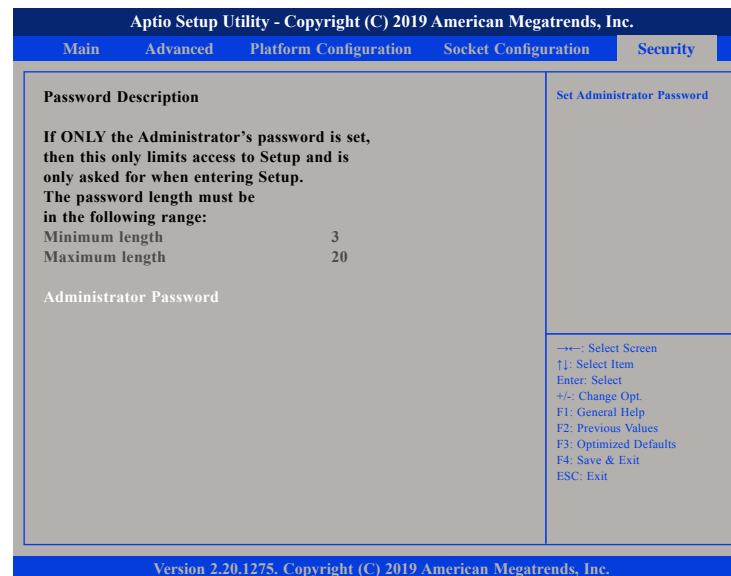 Aptio Setup Utility - Copyright (C) 2019 American Megatrends, Inc.
Main Advanced Platform Configuration Socket Configuration Security
Password Description
If ONLY the Administrator’s password is set,
then this only limits access to Setup and is
only asked for when entering Setup.
The password length must be
in the following range:
Minimum length 3
Maximum length 20
Administrator Password
Set Administrator Password
→←: Select Screen
↑↓: Select Item
Enter: Select
+/-: Change Opt.
F1: General Help
F2: Previous Values
F3: Optimized Defaults
F4: Save & Exit
ESC: Exit
Version 2.20.1275. Copyright (C) 2019 American Megatrends, Inc.